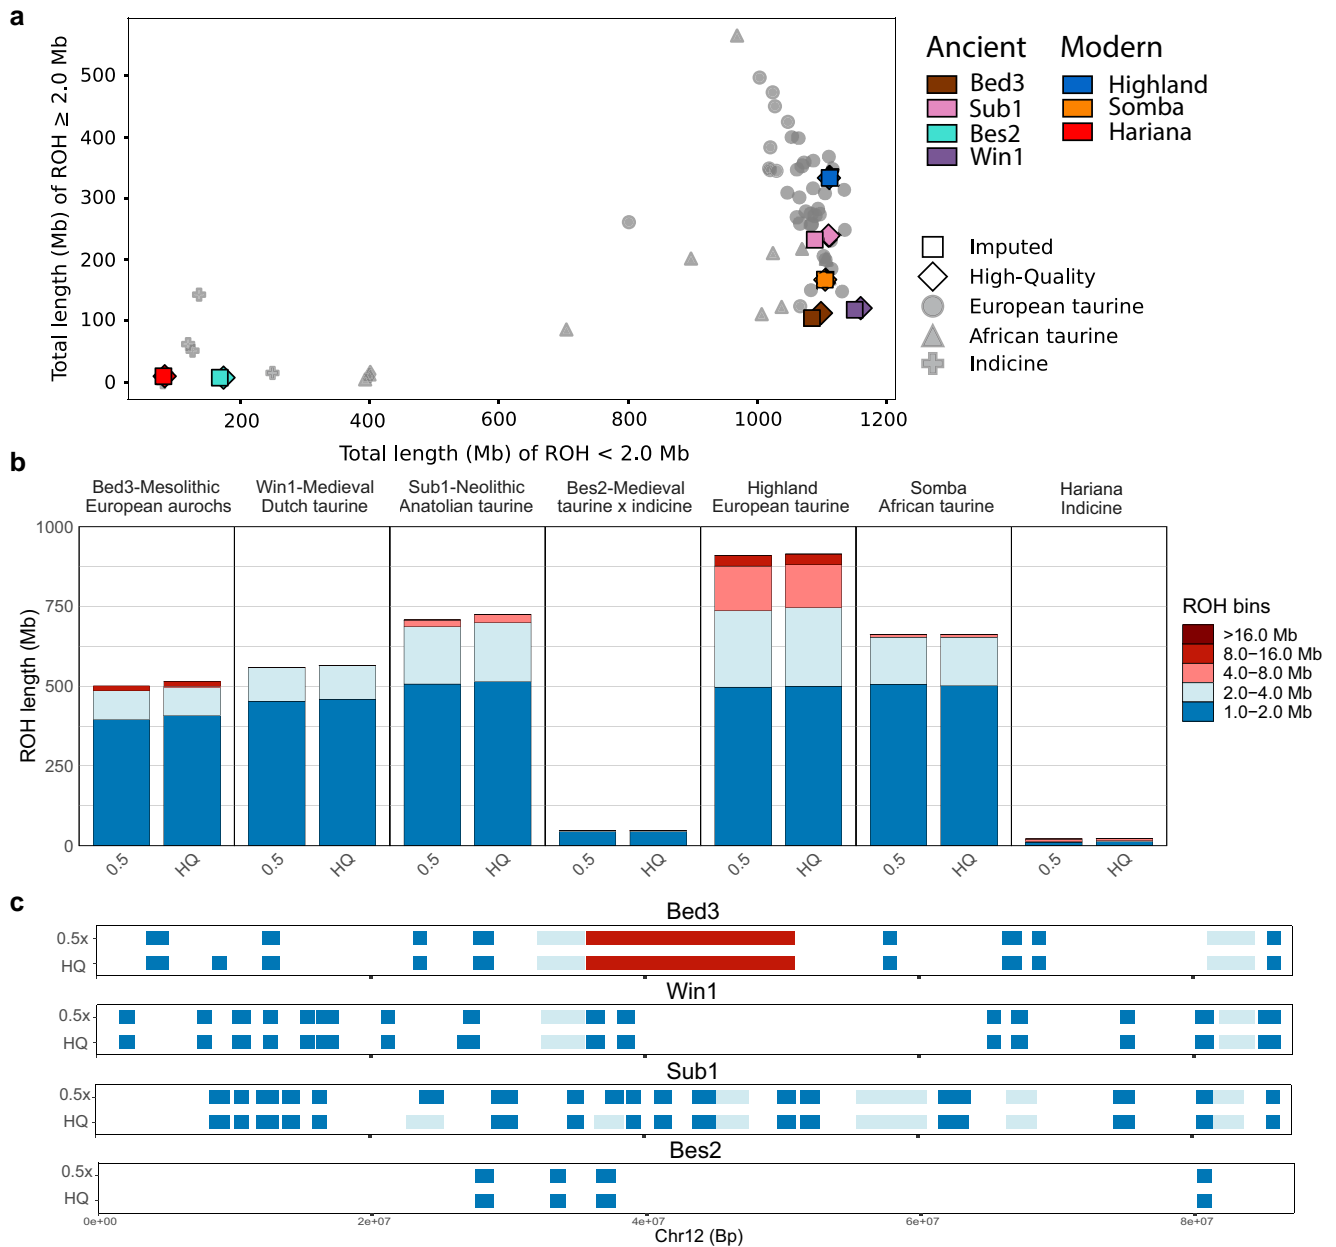 a
Total length (Mb) of ROH ≥ 2.0 Mb
500
400
300
200
100
0
200
400
600
800
1000
1200
Total length (Mb) of ROH < 2.0 Mb
Ancient
Bed3
Sub1
Bes2
Win1
Modern
Highland
Somba
Hariana
Imputed
High-Quality
European taurine
African taurine
Indicine
b
Bed3-Mesolithic
European aurochs
Win1-Medieval
Dutch taurine
Sub1-Neolithic
Anatolian taurine
Bes2-Medieval
taurine x indicine
Highland
European taurine
Somba
African taurine
Hariana
Indicine
ROH length (Mb)
1000
750
500
250
0
0.5
HQ
0.5
HQ
0.5
HQ
0.5
HQ
0.5
HQ
0.5
HQ
0.5
HQ
ROH bins
>16.0 Mb
8.0−16.0 Mb
4.0−8.0 Mb
2.0−4.0 Mb
1.0−2.0 Mb
c
Bed3
0.5x
HQ
Win1
0.5x
HQ
Sub1
0.5x
HQ
Bes2
0.5x
HQ
0e+00
2e+07
4e+07
6e+07
8e+07
Chr12 (Bp)